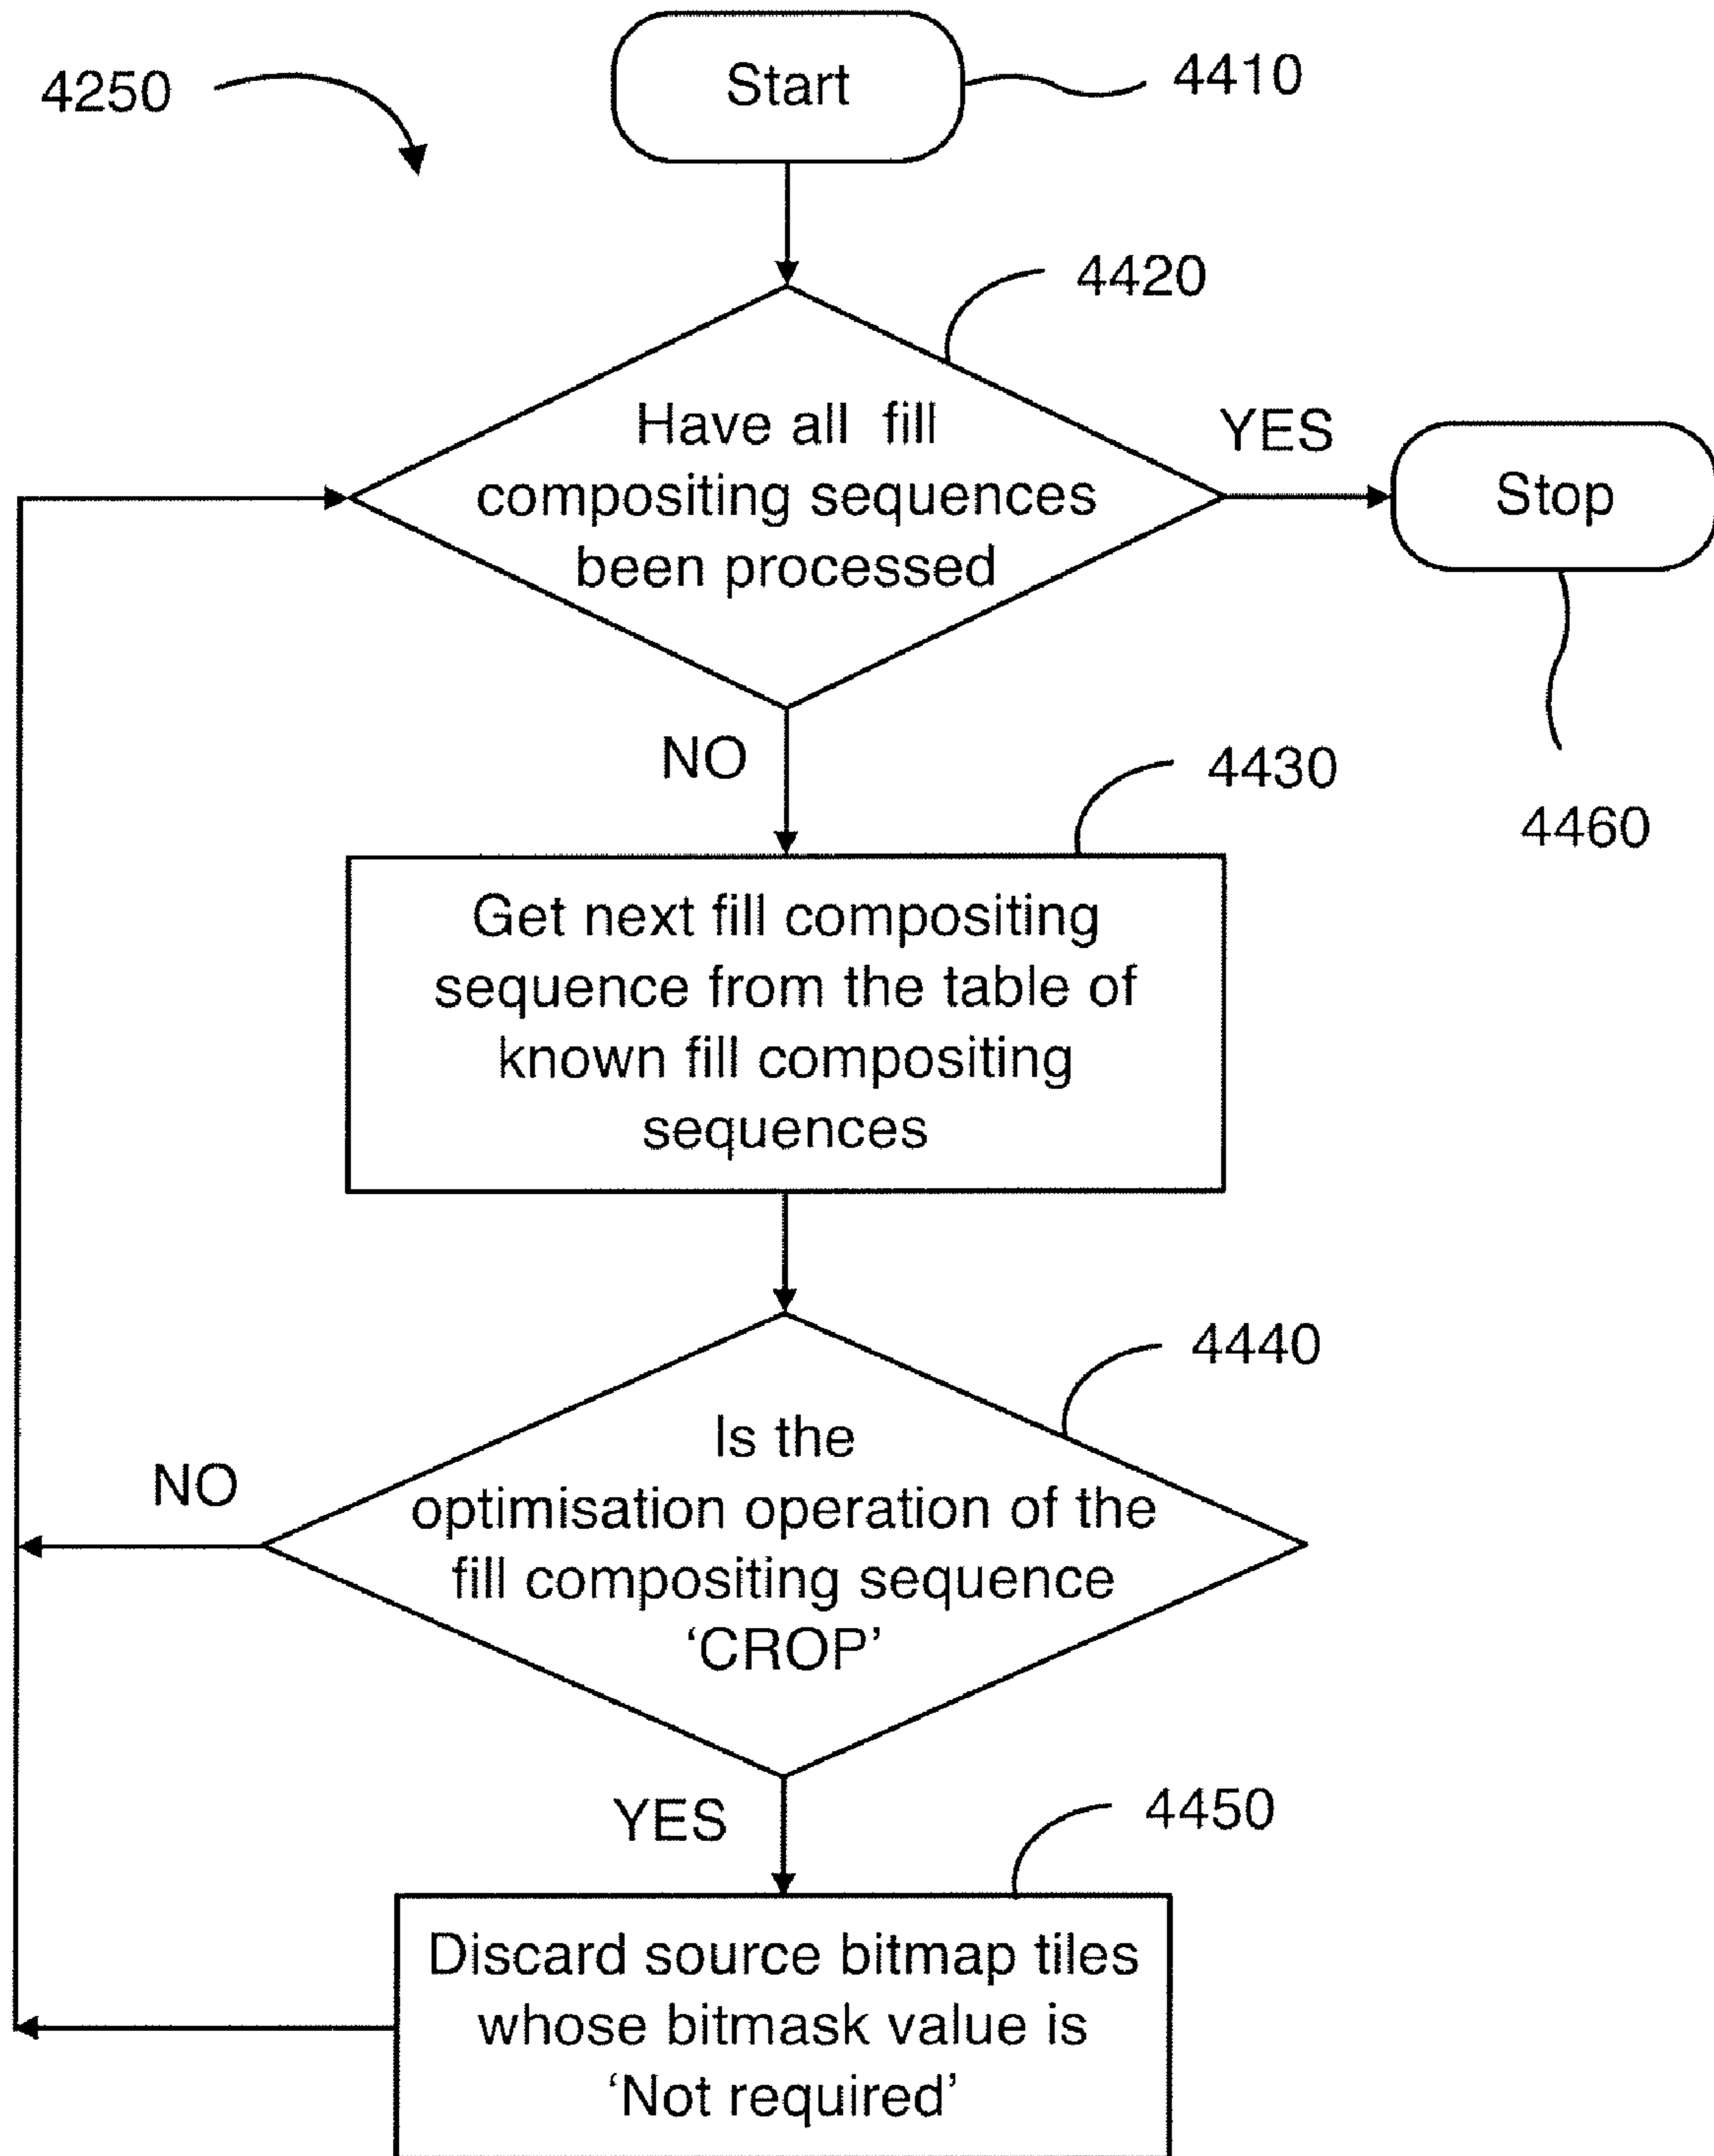 4250
Start
4410
4420
Have all fill
compositing sequences
been processed
YES
Stop
4460
NO
4430
Get next fill compositing
sequence from the table of
known fill compositing
sequences
4440
Is the
optimisation operation of the
fill compositing sequence
‘CROP’
NO
YES
4450
Discard source bitmap tiles
whose bitmask value is
‘Not required’